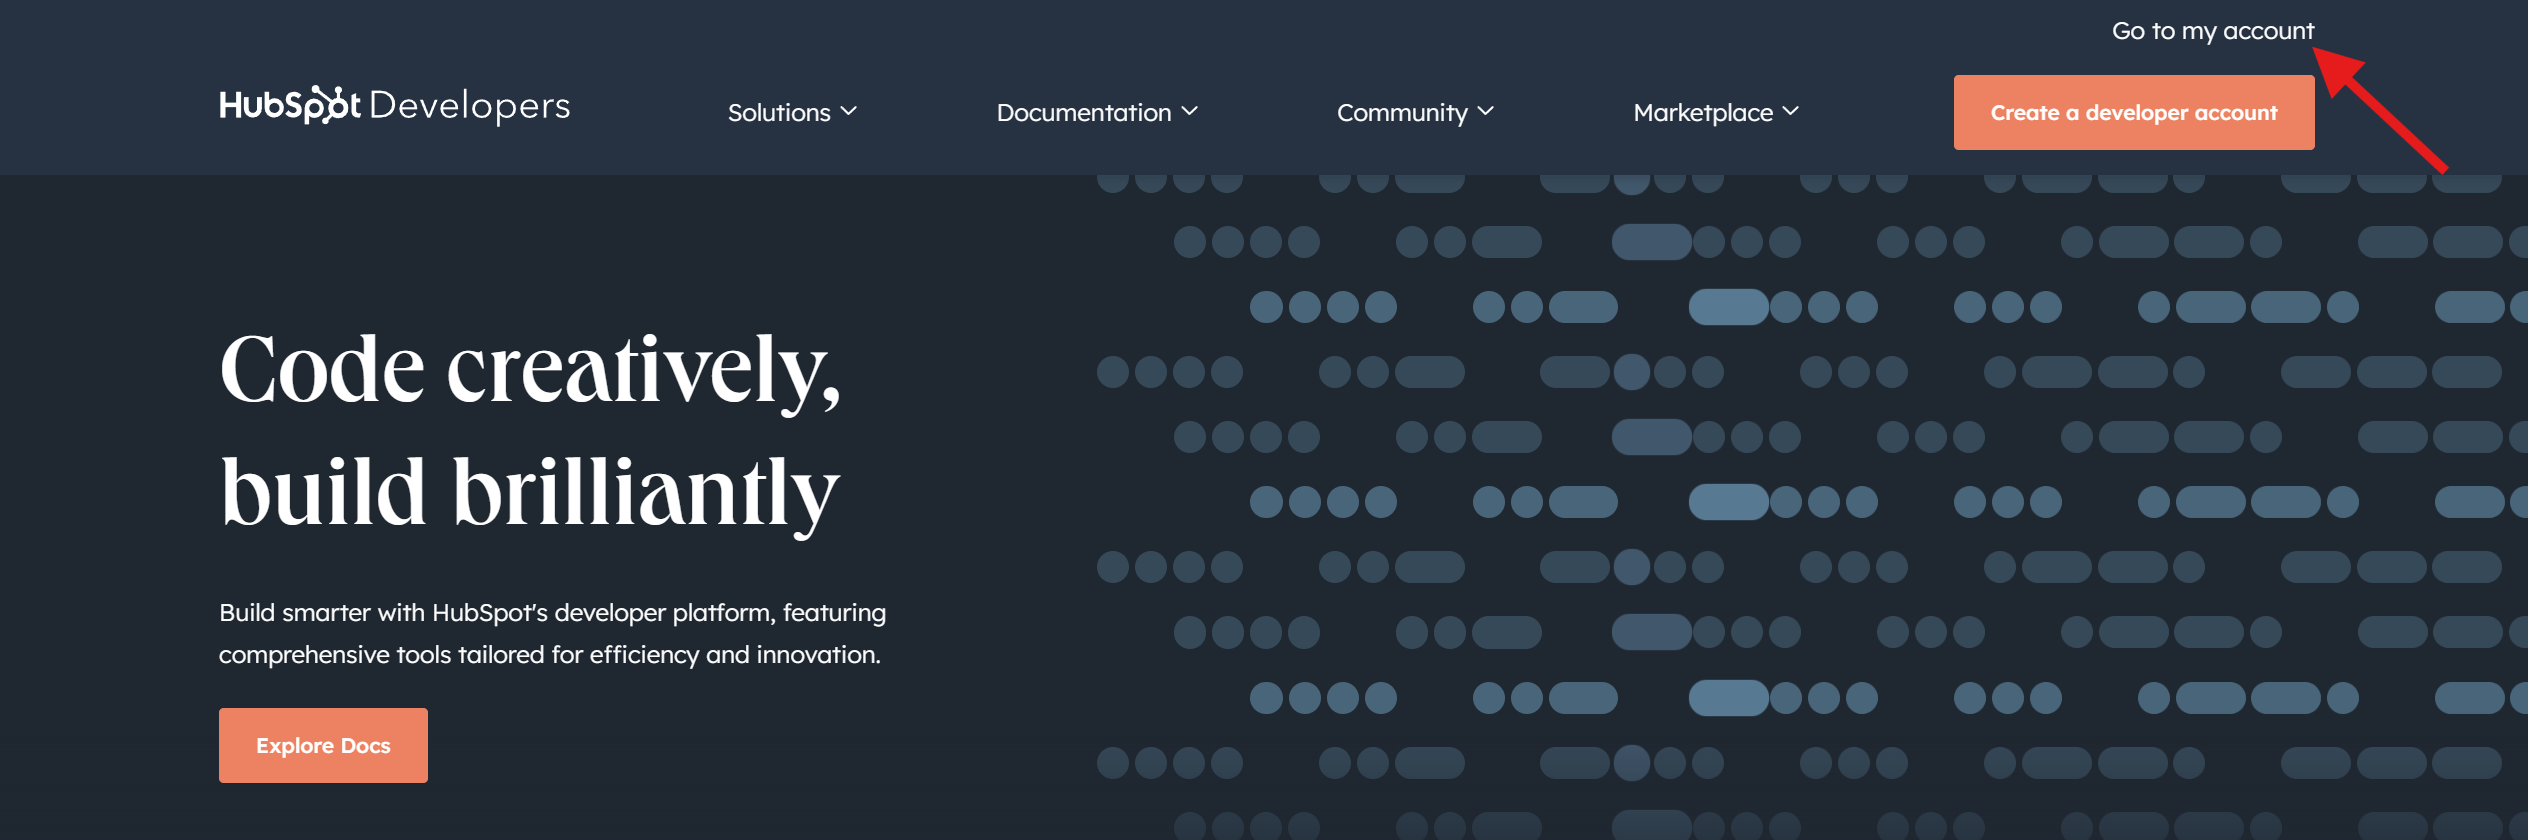 Go to my account
HubSpot Developers
Solutions
Documentation
Community
Marketplace
Create a developer account
Code creatively,
build brilliantly
Build smarter with HubSpot's developer platform, featuring
comprehensive tools tailored for efficiency and innovation.
Explore Docs